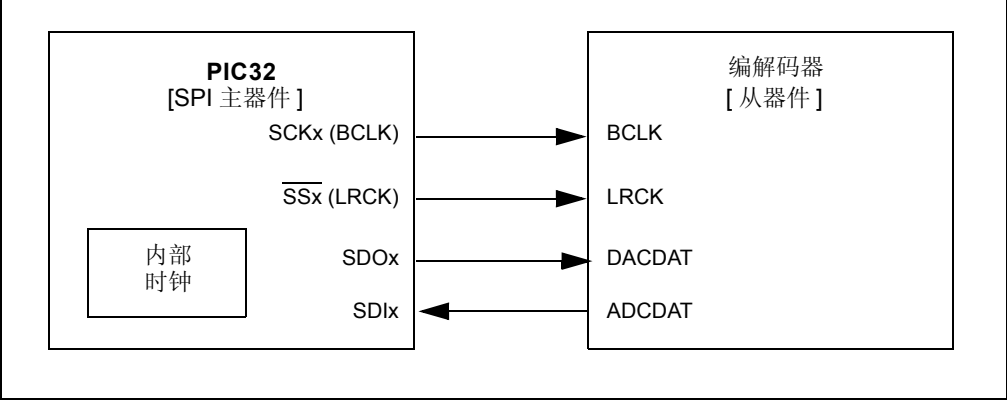 PIC32
[SPI 主器件 ]
SCKx (BCLK)
SSx (LRCK)
内部
时钟
SDOx
SDIx
编解码器
[ 从器件 ]
BCLK
LRCK
DACDAT
ADCDAT